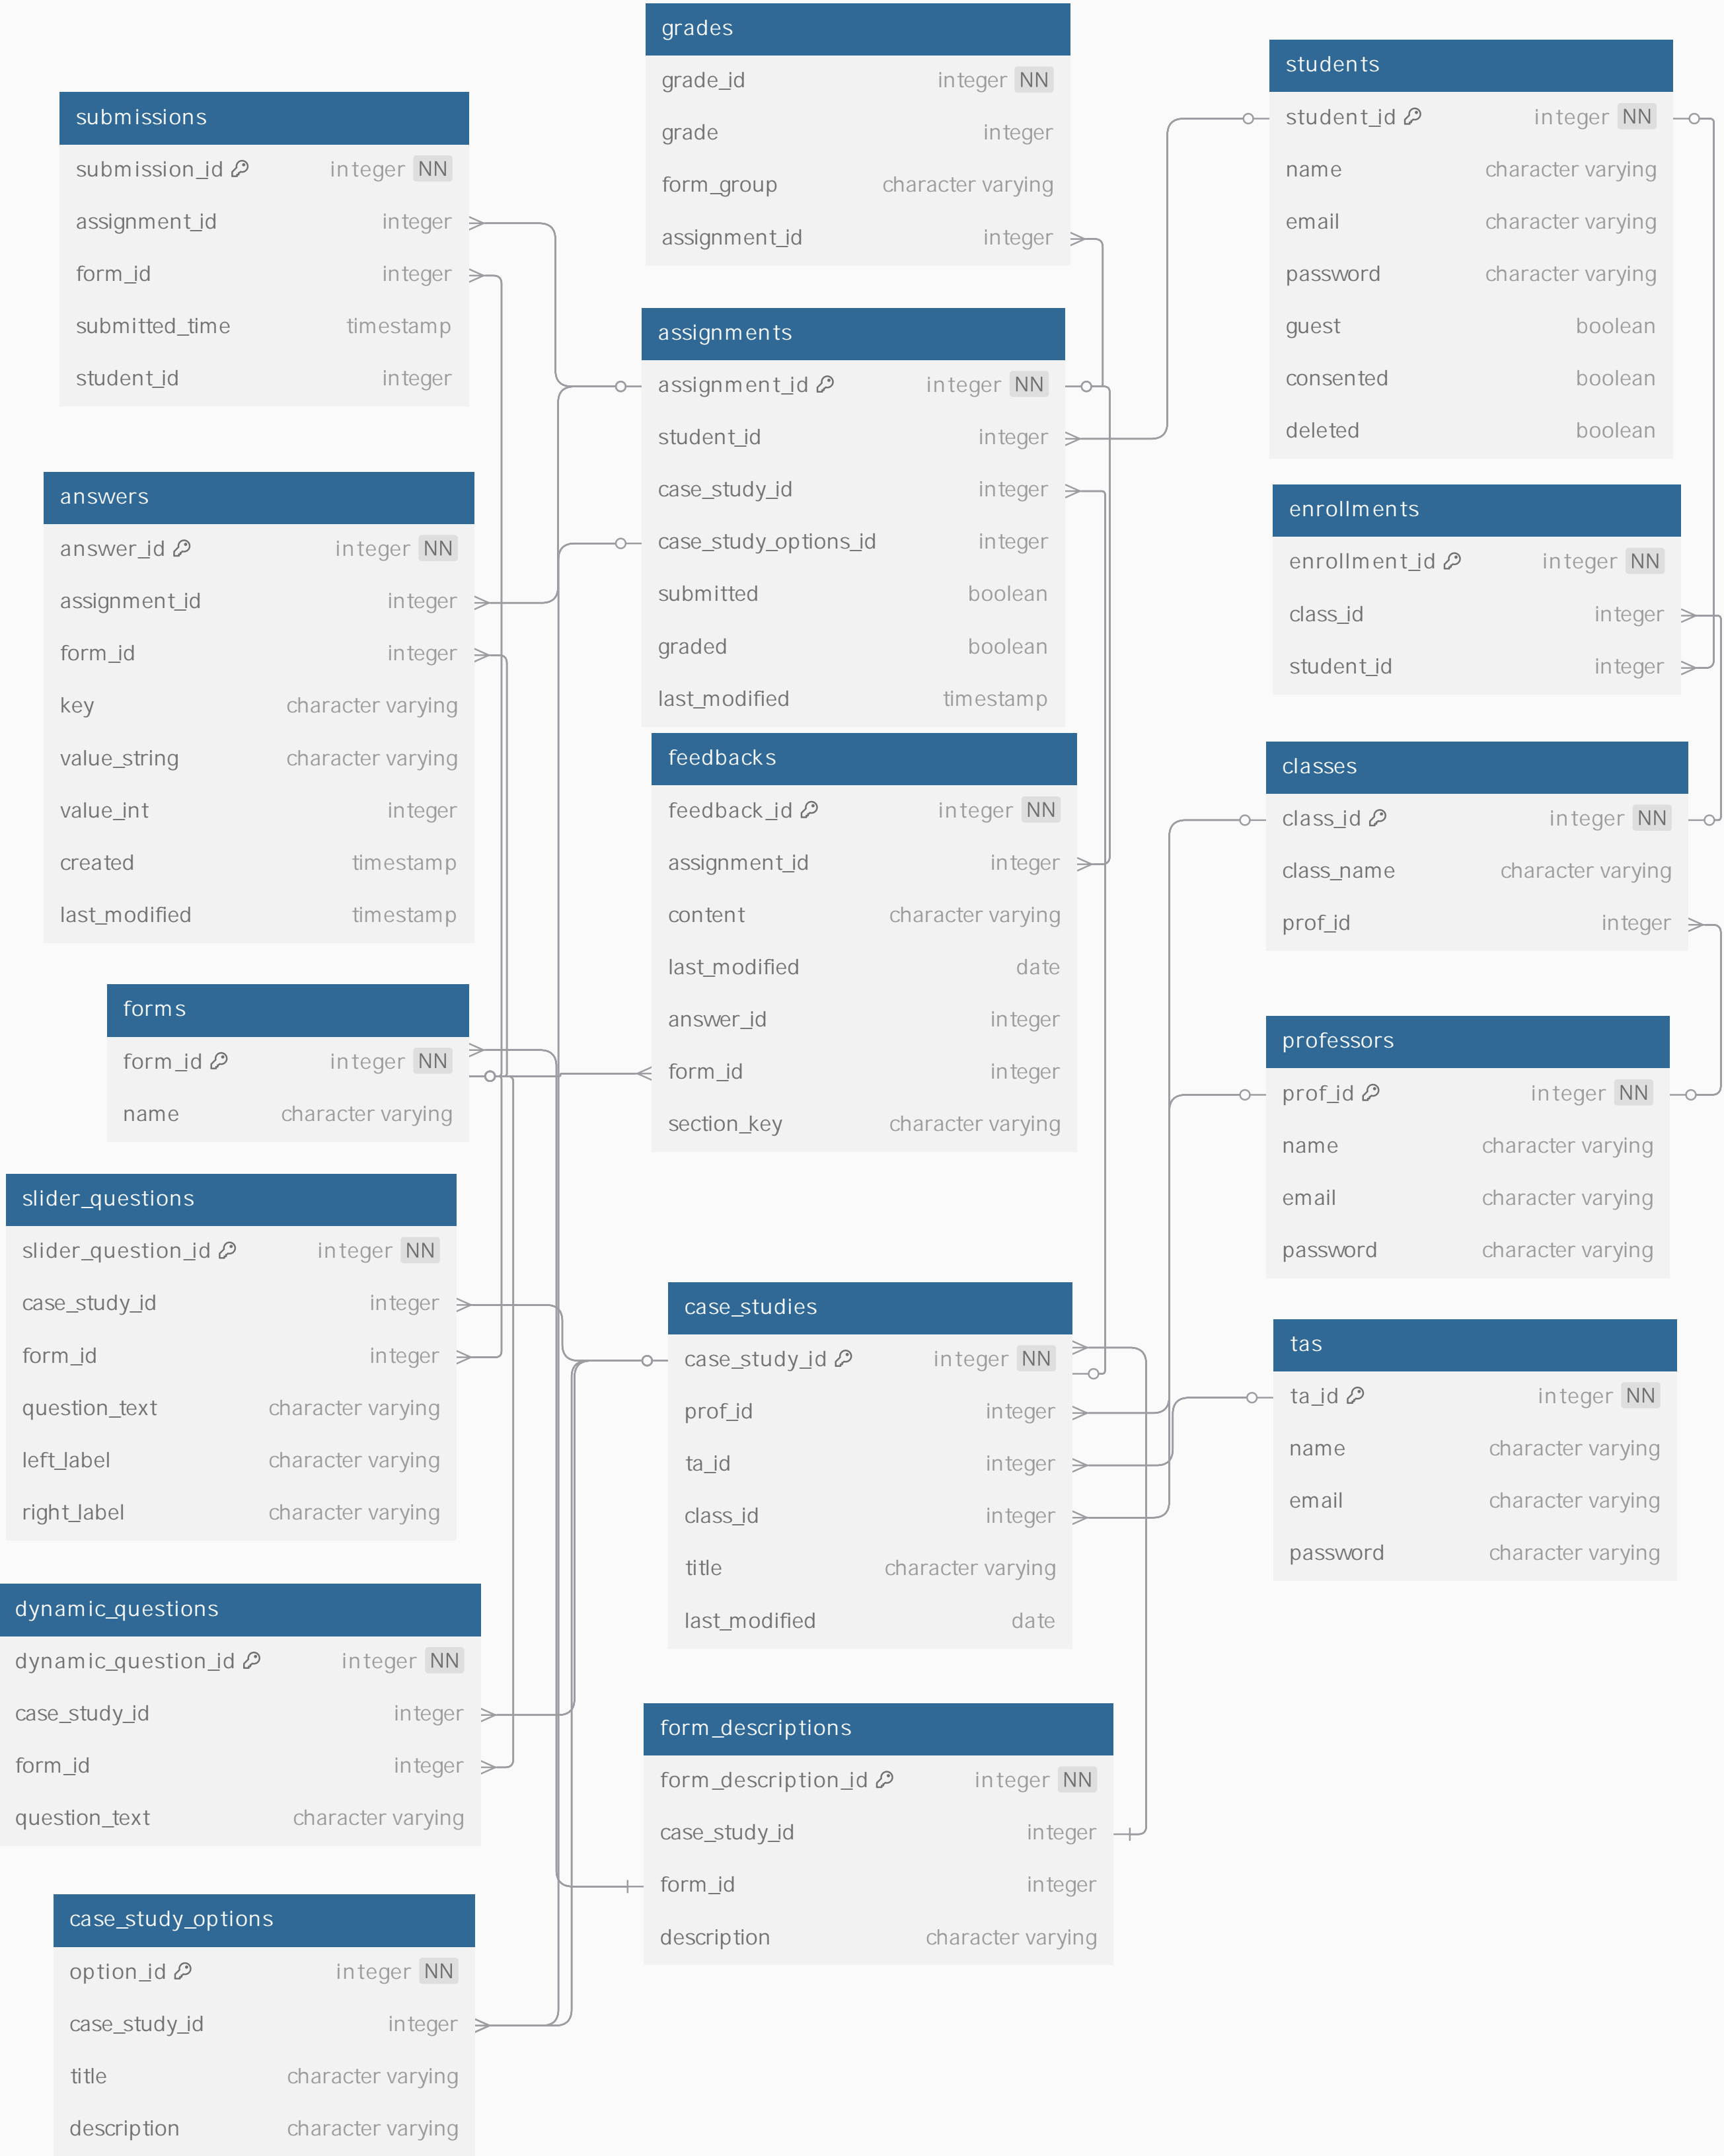 submissions
submission_id integer NN
assignment_id integer
form_id integer
submitted_time timestamp
student_id integer
answers
answer_id integer NN
assignment_id integer
form_id integer
key character varying
value_string character varying
value_int integer
created timestamp
last_modified timestamp
forms
form_id integer NN
name character varying
slider_questions
slider_question_id integer NN
case_study_id integer
form_id integer
question_text character varying
left_label character varying
right_label character varying
dynamic_questions
dynamic_question_id integer NN
case_study_id integer
form_id integer
question_text character varying
case_study_options
option_id integer NN
case_study_id integer
title character varying
description character varying
grades
grade_id integer NN
grade integer
form_group character varying
assignment_id integer
assignments
assignment_id integer NN
student_id integer
case_study_id integer
case_study_options_id integer
submitted boolean
graded boolean
last_modified timestamp
feedbacks
feedback_id integer NN
assignment_id integer
content character varying
last_modified date
answer_id integer
form_id integer
section_key character varying
case_studies
case_study_id integer NN
prof_id integer
ta_id integer
class_id integer
title character varying
last_modified date
form_descriptions
form_description_id integer NN
case_study_id integer
form_id integer
description character varying
students
student_id integer NN
name character varying
email character varying
password character varying
guest boolean
consented boolean
deleted boolean
enrollments
enrollment_id integer NN
class_id integer
student_id integer
classes
class_id integer NN
class_name character varying
prof_id integer
professors
prof_id integer NN
name character varying
email character varying
password character varying
tas
ta_id integer NN
name character varying
email character varying
password character varying